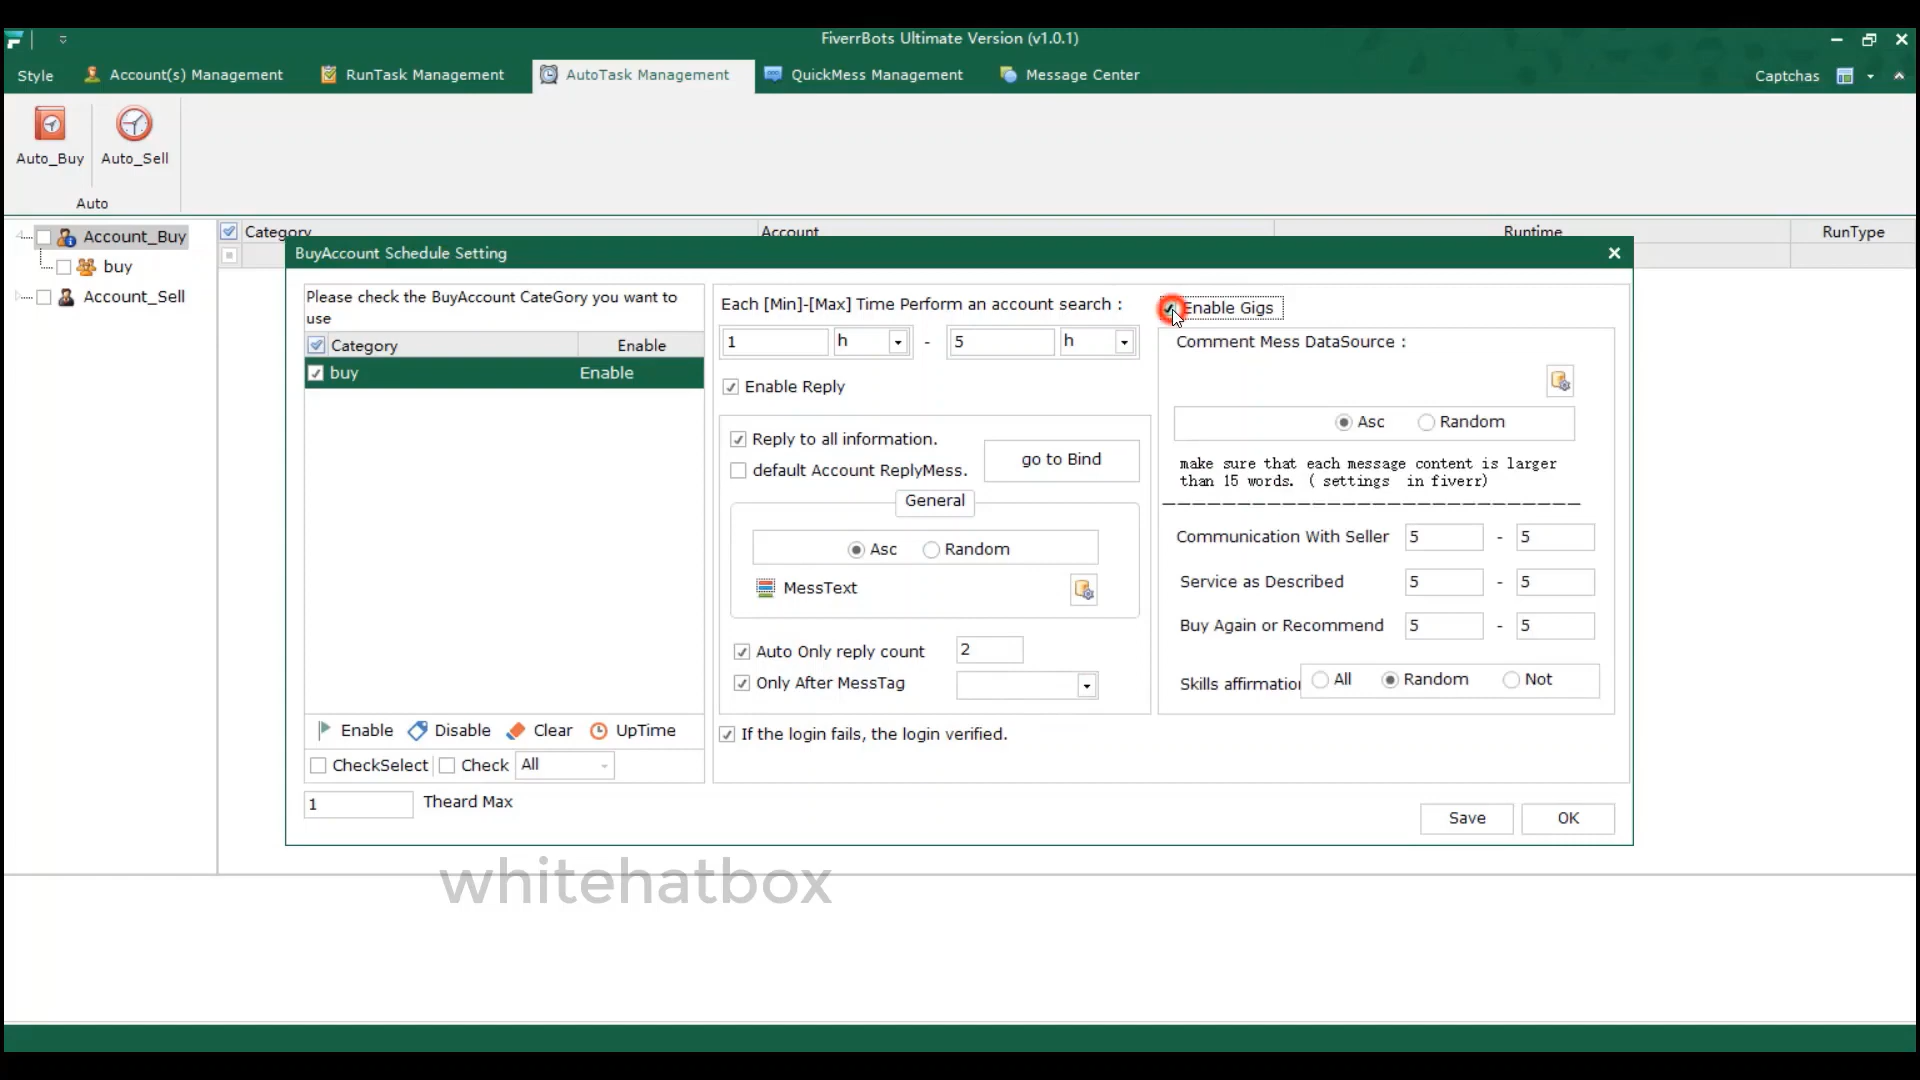 FiverrBots Ultimate Version (v1.0.1)
Style
Account(s) Management
RunTask Management
AutoTask Management
QuickMess Management
Message Center
Captchas
Auto_Buy
Auto_Sell
Auto
Account_Buy
buy
Account_Sell
Category
Account
Runtime
RunType
BuyAccount Schedule Setting
Please check the BuyAccount CateGory you want to
use
Category
Enable
buy
Enable
Enable
Disable
Clear
UpTime
CheckSelect
Check
All
1
Theard Max
Each [Min]-[Max] Time Perform an account search :
1
h
-
5
h
Enable Reply
Reply to all information.
default Account ReplyMess.
go to Bind
General
Asc
Random
MessText
Auto Only reply count
2
Only After MessTag
If the login fails, the login verified.
Enable Gigs
Comment Mess DataSource :
Asc
Random
make sure that each message content is larger
than 15 words. ( settings in fiverr)
Communication With Seller
5
-
5
Service as Described
5
-
5
Buy Again or Recommend
5
-
5
Skills affirmation
All
Random
Not
Save
OK
whitehatbox